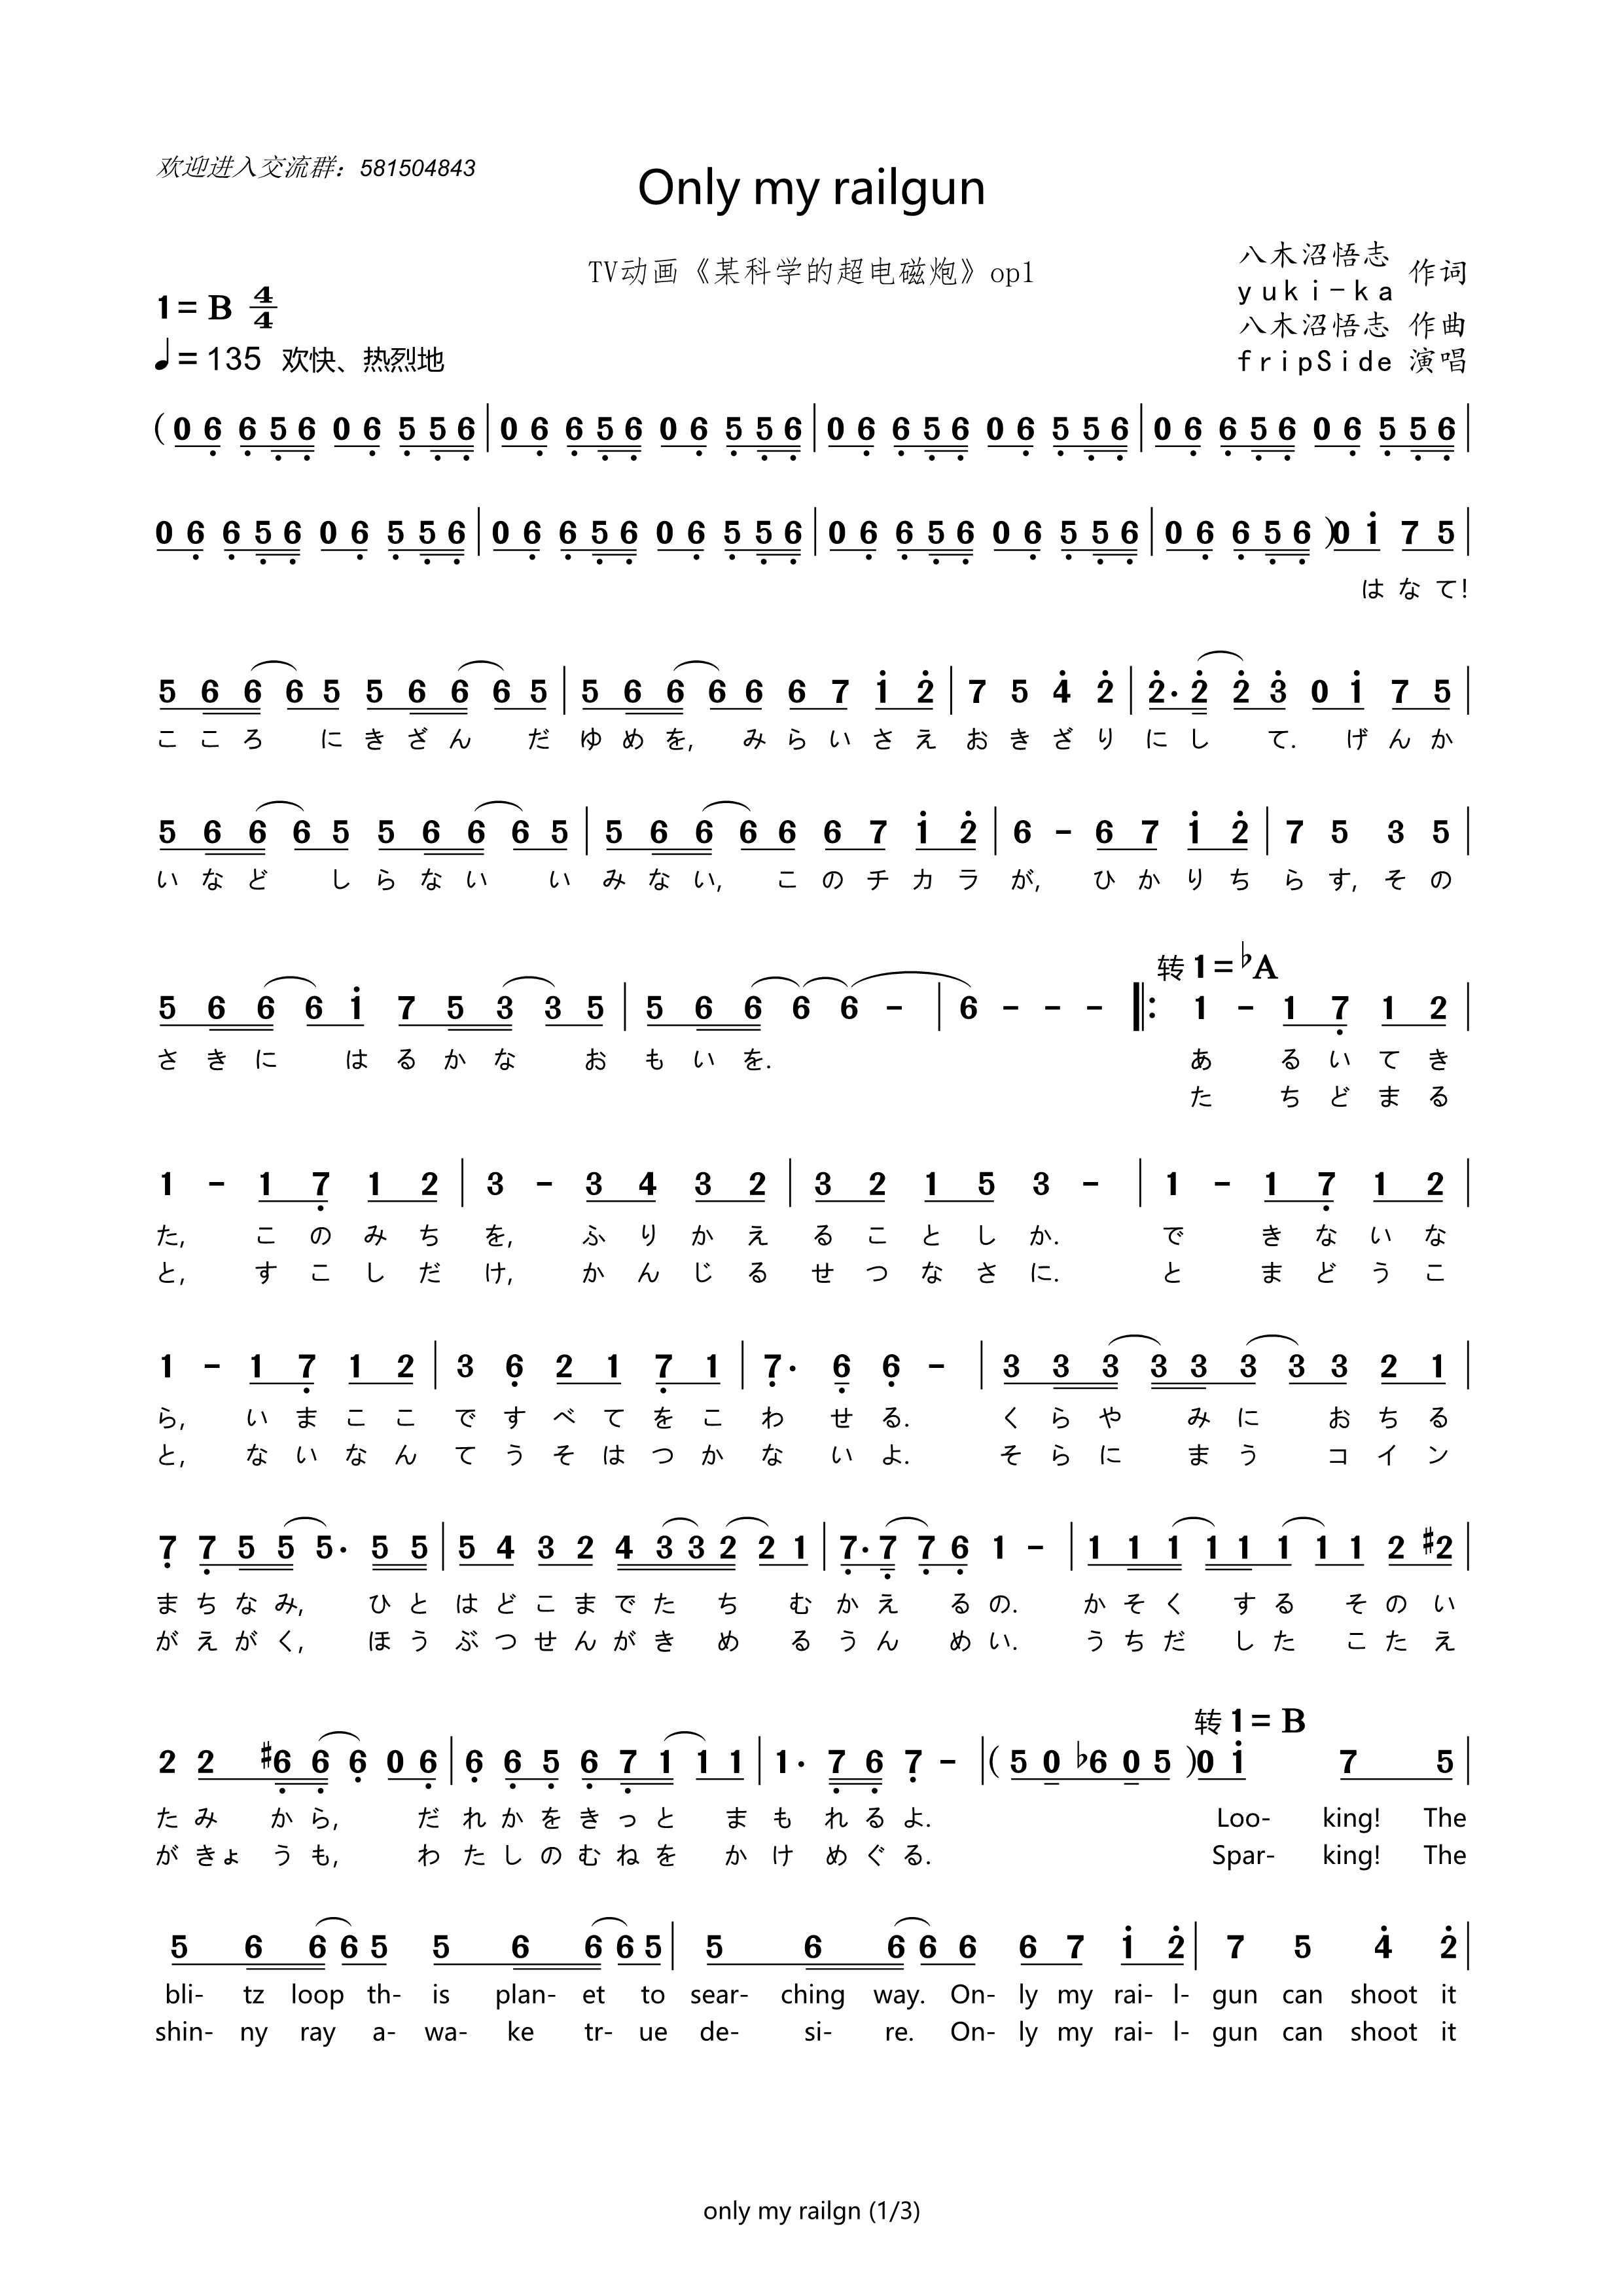 欢迎进入交流群：581504843
Only my railgun
TV动画《某科学的超电磁炮》op1
八木沼悟志
yuki-ka 作词
八木沼悟志 作曲
fripSide 演唱
1= B 4/4
♩= 135 欢快、热烈地
(0 6̣ 6̣ 5̣ 6̣ 0 6̣ 5̣ 5̣ 6̣ | 0 6̣ 6̣ 5̣ 6̣ 0 6̣ 5̣ 5̣ 6̣ | 0 6̣ 6̣ 5̣ 6̣ 0 6̣ 5̣ 5̣ 6̣ | 0 6̣ 6̣ 5̣ 6̣ 0 6̣ 5̣ 5̣ 6̣ |
0 6̣ 6̣ 5̣ 6̣ 0 6̣ 5̣ 5̣ 6̣ | 0 6̣ 6̣ 5̣ 6̣ 0 6̣ 5̣ 5̣ 6̣ | 0 6̣ 6̣ 5̣ 6̣ 0 6̣ 5̣ 5̣ 6̣ | 0 6̣ 6̣ 5̣ 6̣ )0 1̇ 7 5 |
は な て!
5 6 6 6 5 5 6 6 6 5 | 5 6 6 6 6 6 7 1̇ 2̇ | 7 5 4̇ 2̇ | 2̇. 2̇ 2̇ 3̇ 0 1̇ 7 5 |
こ こ ろ に き ざ ん だ ゆ め を, み ら い さ え お き ざ り に し て. げ ん か
5 6 6 6 5 5 6 6 6 5 | 5 6 6 6 6 6 7 1̇ 2̇ | 6 - 6 7 1̇ 2̇ | 7 5 3 5 |
い な ど し ら な い い み な い, こ の チ カ ラ が, ひ か り ち ら す, そ の
转 1= ♭A
5 6 6 6 1̇ 7 5 3 3 5 | 5 6 6 6 6 - | 6 - - - ‖: 1 - 1 7̣ 1 2 |
さ き に は る か な お も い を. あ る い て き
た ち ど ま る
1 - 1 7̣ 1 2 | 3 - 3 4 3 2 | 3 2 1 5 3 - | 1 - 1 7̣ 1 2 |
た, こ の み ち を, ふ り か え る こ と し か. で き な い な
と, す こ し だ け, か ん じ る せ つ な さ に. と ま ど う こ
1 - 1 7̣ 1 2 | 3 6̣ 2 1 7̣ 1 | 7̣. 6̣ 6̣ - | 3 3 3 3 3 3 3 3 2 1 |
ら, い ま こ こ で す べ て を こ わ せ る. く ら や み に お ち る
と, な い な ん て う そ は つ か な い よ. そ ら に ま う コ イ ン
7̣ 7̣ 5 5 5. 5 5 | 5 4 3 2 4 3 3 2 2 1 | 7̣. 7̣ 7̣ 6̣ 1 - | 1 1 1 1 1 1 1 1 2 ♯2 |
ま ち な み, ひ と は ど こ ま で た ち む か え る の. か そ く す る そ の い
が え が く, ほ う ぶ つ せ ん が き め る う ん め い. う ち だ し た こ た え
转 1= B
2 2 ♯6̣ 6̣ 6̣ 0 6̣ | 6̣ 6̣ 5̣ 6̣ 7̣ 1 1 1 | 1. 7̣ 6̣ 7̣ - | (5 0 ♭6 0 5 )0 1̇ 7 5 |
た み か ら, だ れ か を き っ と ま も れ る よ. Loo- king! The
が きょ う も, わ た し の む ね を か け め ぐ る. Spar- king! The
5 6 6 6 5 5 6 6 6 5 | 5 6 6 6 6 6 7 1̇ 2̇ | 7 5 4̇ 2̇ |
bli- tz loop th- is plan- et to sear- ching way. On- ly my rai- l- gun can shoot it
shin- ny ray a- wa- ke tr- ue de- si- re. On- ly my rai- l- gun can shoot it
only my railgn (1/3)